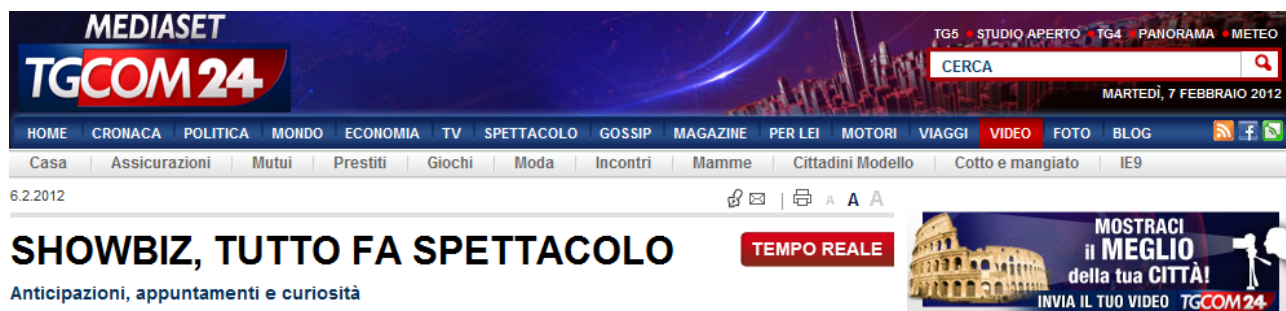 MEDIASET
TGCOM24
TG5 STUDIO APERTO TG4 PANORAMA METEO
CERCA
MARTEDÌ, 7 FEBBRAIO 2012
HOME CRONACA POLITICA MONDO ECONOMIA TV SPETTACOLO GOSSIP MAGAZINE PER LEI MOTORI VIAGGI VIDEO FOTO BLOG
Casa Assicurazioni Mutui Prestiti Giochi Moda Incontri Mamme Cittadini Modello Cotto e mangiato IE9
6.2.2012
A A A
SHOWBIZ, TUTTO FA SPETTACOLO
TEMPO REALE
Anticipazioni, appuntamenti e curiosità
MOSTRACI
il MEGLIO
della tua CITTÀ!
INVIA IL TUO VIDEO TGCOM24